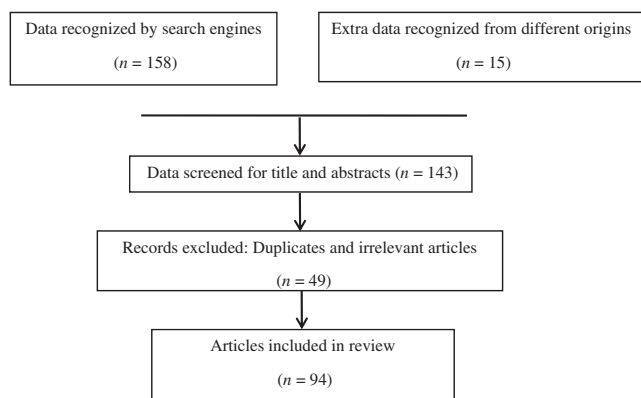 Data recognized by search engines
(n = 158)
Extra data recognized from different origins
(n = 15)
Data screened for title and abstracts (n = 143)
Records excluded: Duplicates and irrelevant articles
(n = 49)
Articles included in review
(n = 94)